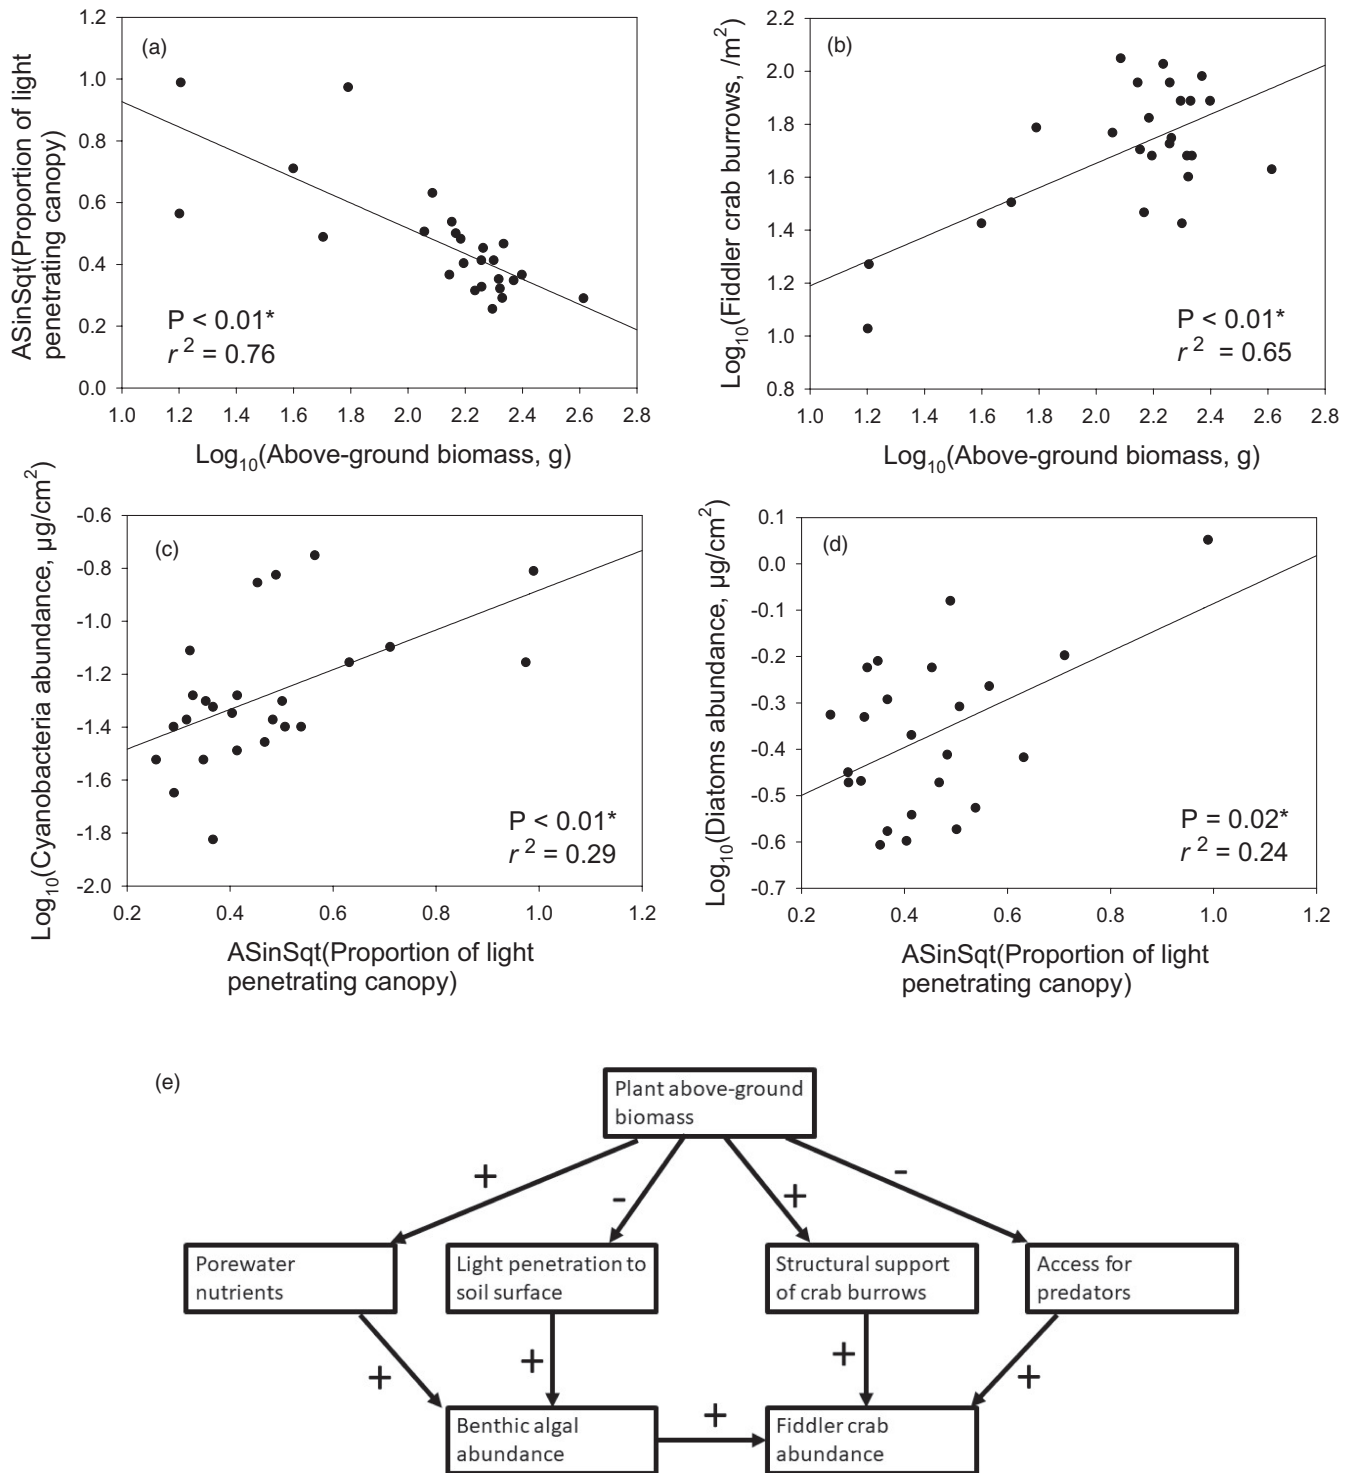 (a)
ASinSqt(Proportion of light
penetrating canopy)
1.2
1.0
0.8
0.6
0.4
0.2
0.0
P < 0.01*
r 2 = 0.76
1.0 1.2 1.4 1.6 1.8 2.0 2.2 2.4 2.6 2.8
Log10(Above-ground biomass, g)
(b)
Log10(Fiddler crab burrows, /m2)
2.2
2.0
1.8
1.6
1.4
1.2
1.0
0.8
P < 0.01*
r 2 = 0.65
1.0 1.2 1.4 1.6 1.8 2.0 2.2 2.4 2.6 2.8
Log10(Above-ground biomass, g)
(c)
Log10(Cyanobacteria abundance, µg/cm2)
-0.6
-0.8
-1.0
-1.2
-1.4
-1.6
-1.8
-2.0
P < 0.01*
r 2 = 0.29
0.2 0.4 0.6 0.8 1.0 1.2
ASinSqt(Proportion of light
penetrating canopy)
(d)
Log10(Diatoms abundance, µg/cm2)
0.1
0.0
-0.1
-0.2
-0.3
-0.4
-0.5
-0.6
-0.7
P = 0.02*
r 2 = 0.24
0.2 0.4 0.6 0.8 1.0 1.2
ASinSqt(Proportion of light
penetrating canopy)
(e)
Plant above-ground
biomass
+ - + -
Porewater
nutrients
Light penetration to
soil surface
Structural support
of crab burrows
Access for
predators
+ + + +
Benthic algal
abundance
+
Fiddler crab
abundance